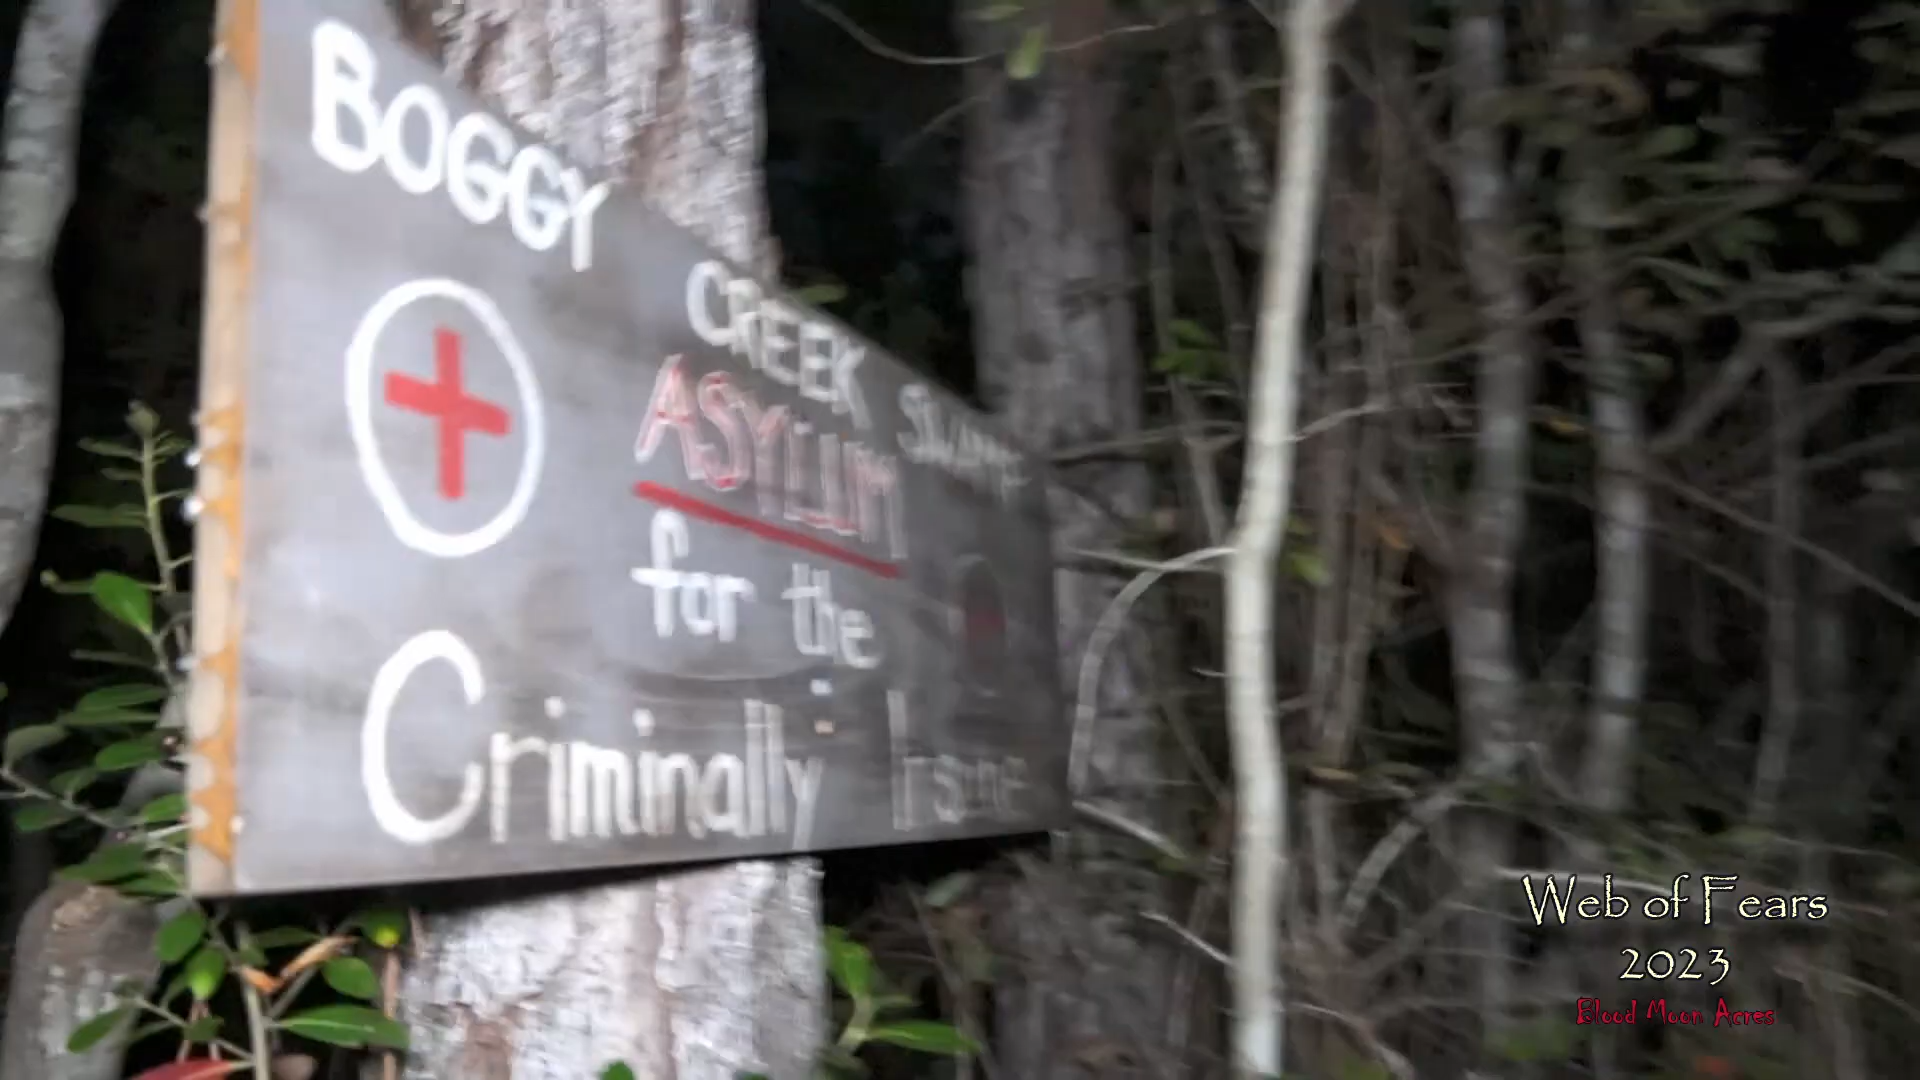 BOGGY CREEK SWAMP
ASYLUM
for the
Criminally Insane
Web of Fears
2023
Blood Moon Acres